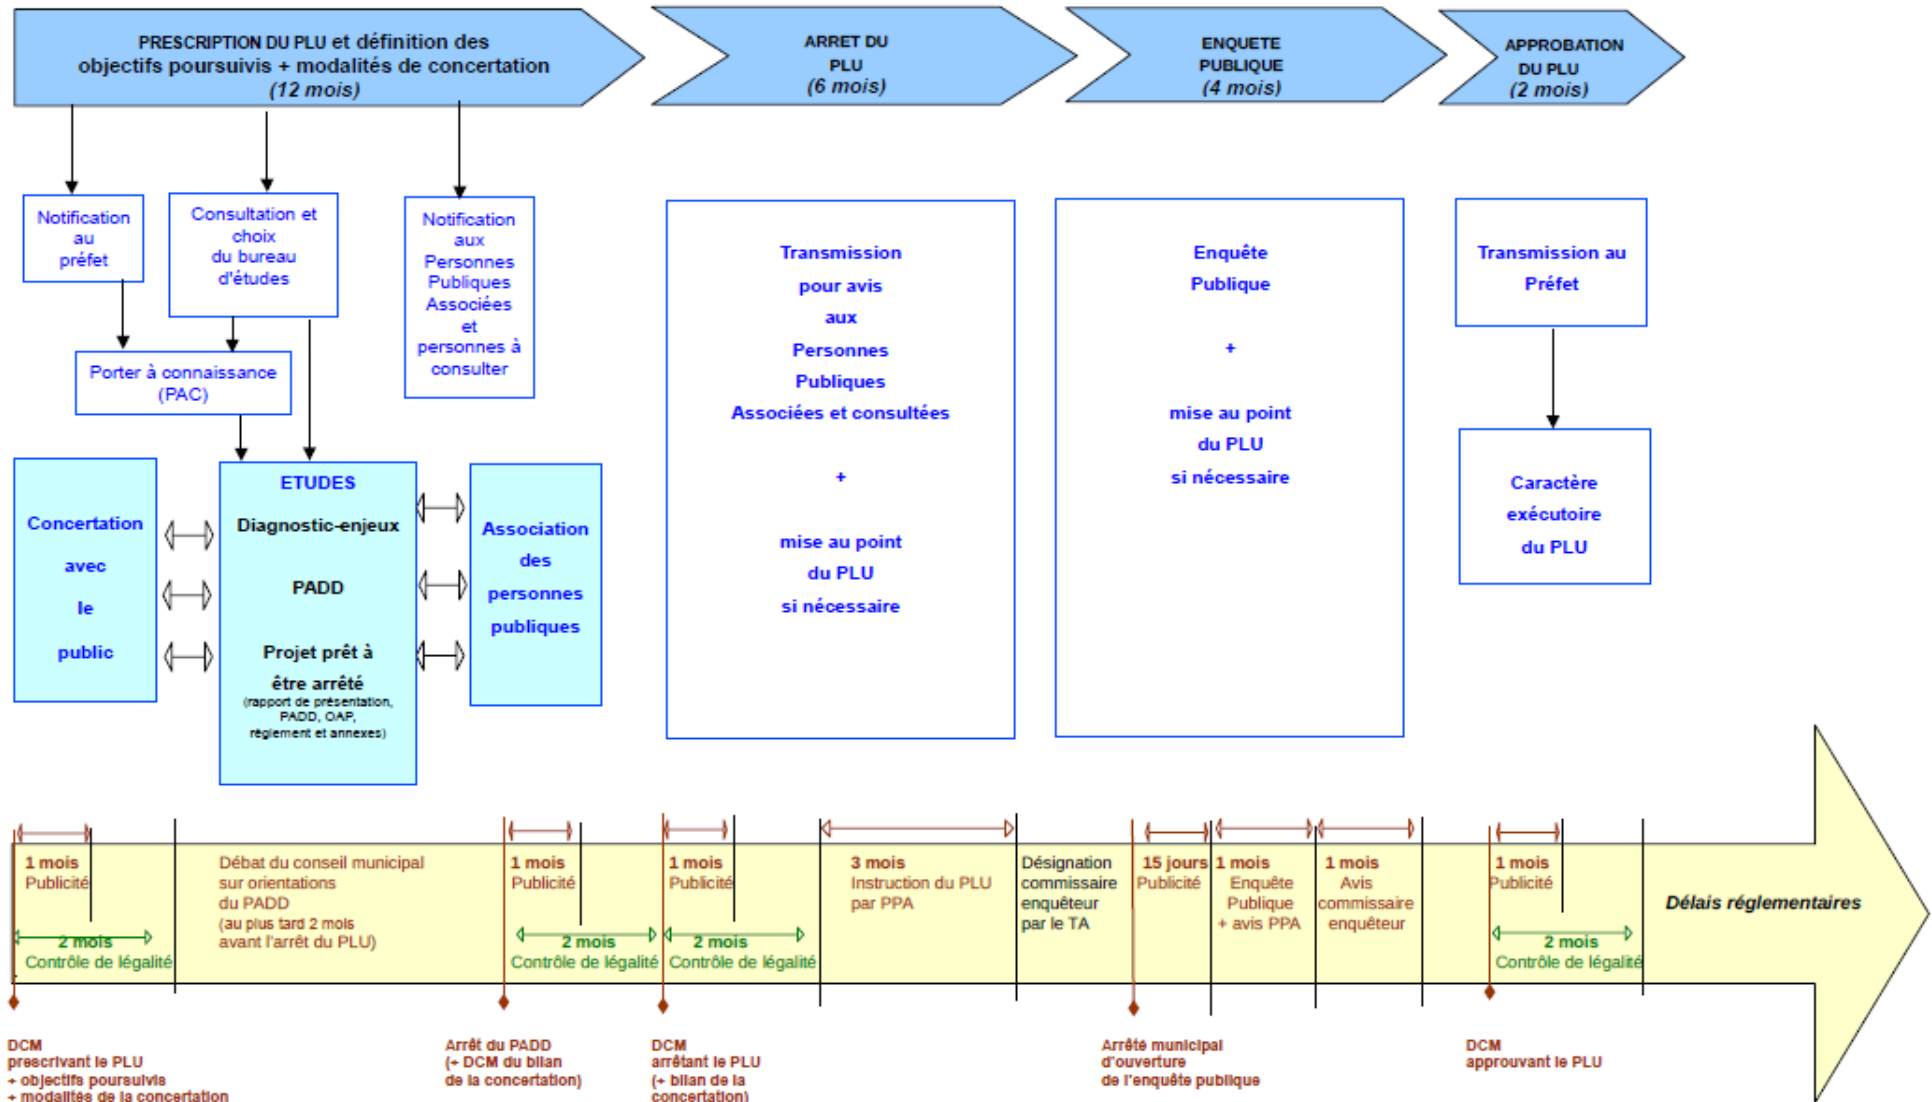 PRESCRIPTION DU PLU et définition des
objectifs poursuivis + modalités de concertation
(12 mois)
ARRET DU
PLU
(6 mois)
ENQUETE
PUBLIQUE
(4 mois)
APPROBATION
DU PLU
(2 mois)
Notification
au
préfet
Consultation et
choix
du bureau
d'études
Notification
aux
Personnes
Publiques
Associées
et
personnes à
consulter
Porter à connaissance
(PAC)
Concertation
avec
le
public
ETUDES
Diagnostic-enjeux
PADD
Projet prêt à
être arrêté
(rapport de présentation,
PADD, OAP,
règlement et annexes)
Association
des
personnes
publiques
Transmission
pour avis
aux
Personnes
Publiques
Associées et consultées
+
mise au point
du PLU
si nécessaire
Enquête
Publique
+
mise au point
du PLU
si nécessaire
Transmission au
Préfet
Caractère
exécutoire
du PLU
1 mois
Publicité
2 mois
Contrôle de légalité
Débat du conseil municipal
sur orientations
du PADD
(au plus tard 2 mois
avant l'arrêt du PLU)
1 mois
Publicité
2 mois
Contrôle de légalité
1 mois
Publicité
2 mois
Contrôle de légalité
3 mois
Instruction du PLU
par PPA
Désignation
commissaire
enquêteur
par le TA
15 jours
Publicité
1 mois
Enquête
Publique
+ avis PPA
1 mois
Avis
commissaire
enquêteur
1 mois
Publicité
2 mois
Contrôle de légalité
Délais réglementaires
DCM
prescrivant le PLU
+ objectifs poursuivis
+ modalités de la concertation
Arrêt du PADD
(+ DCM du bilan
de la concertation)
DCM
arrêtant le PLU
(+ bilan de la
concertation)
Arrêté municipal
d'ouverture
de l'enquête publique
DCM
approuvant le PLU